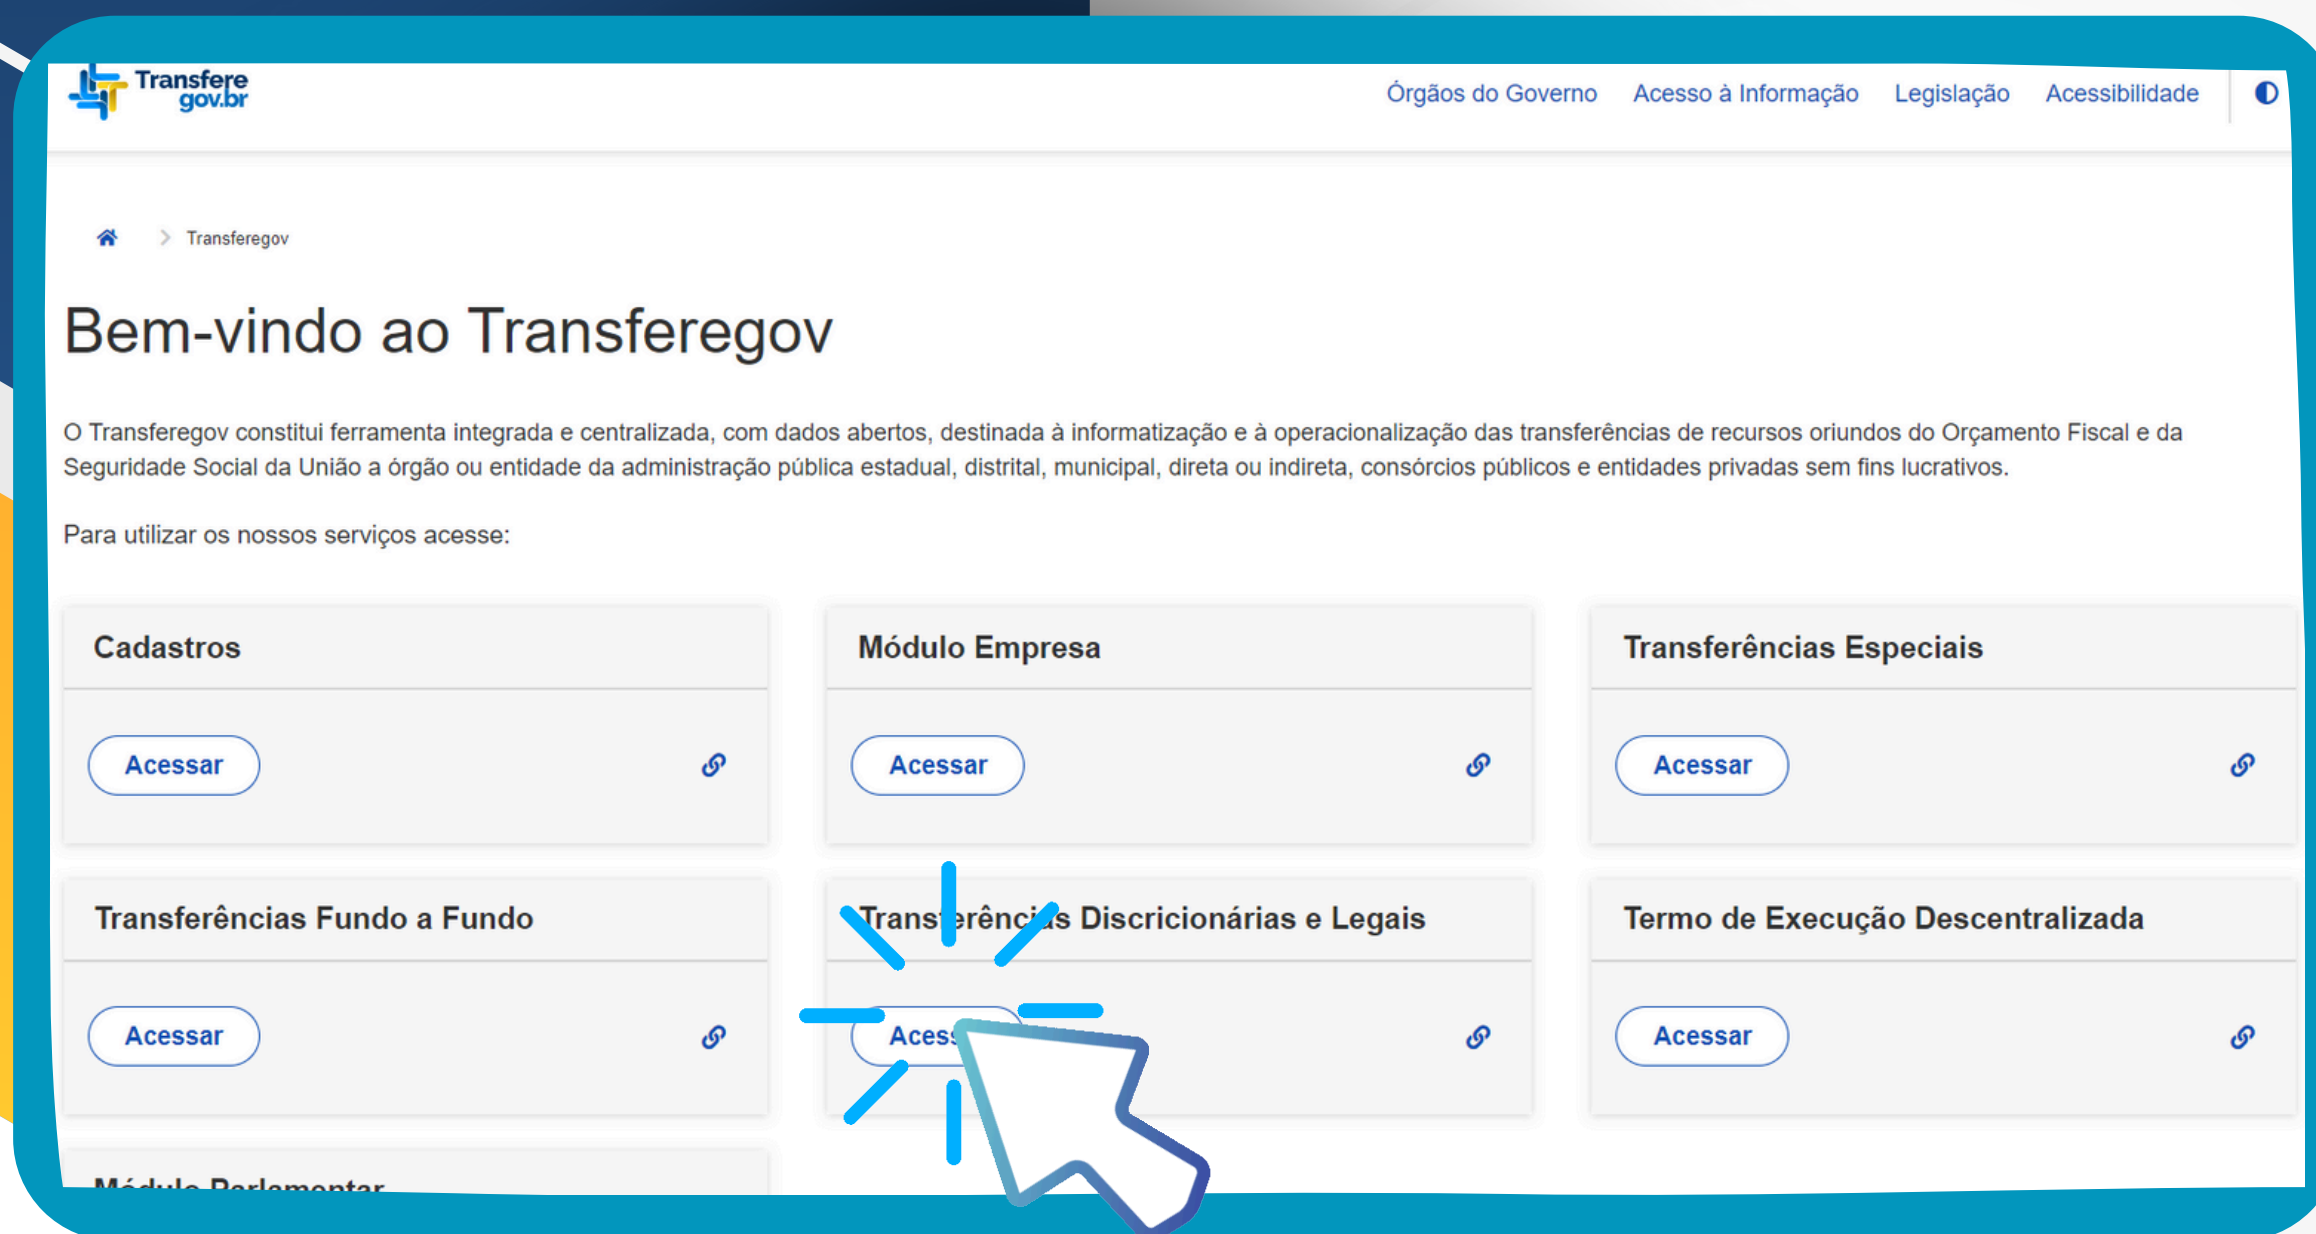 Transfere
gov.br
Órgãos do Governo Acesso à Informação Legislação Acessibilidade
Transferegov
Bem-vindo ao Transferegov
O Transferegov constitui ferramenta integrada e centralizada, com dados abertos, destinada à informatização e à operacionalização das transferências de recursos oriundos do Orçamento Fiscal e da
Seguridade Social da União a órgão ou entidade da administração pública estadual, distrital, municipal, direta ou indireta, consórcios públicos e entidades privadas sem fins lucrativos.
Para utilizar os nossos serviços acesse:
Cadastros Módulo Empresa Transferências Especiais
Acessar Acessar Acessar
Transferências Fundo a Fundo Transferências Discricionárias e Legais Termo de Execução Descentralizada
Acessar Acessar Acessar
Módulo Parlamentar